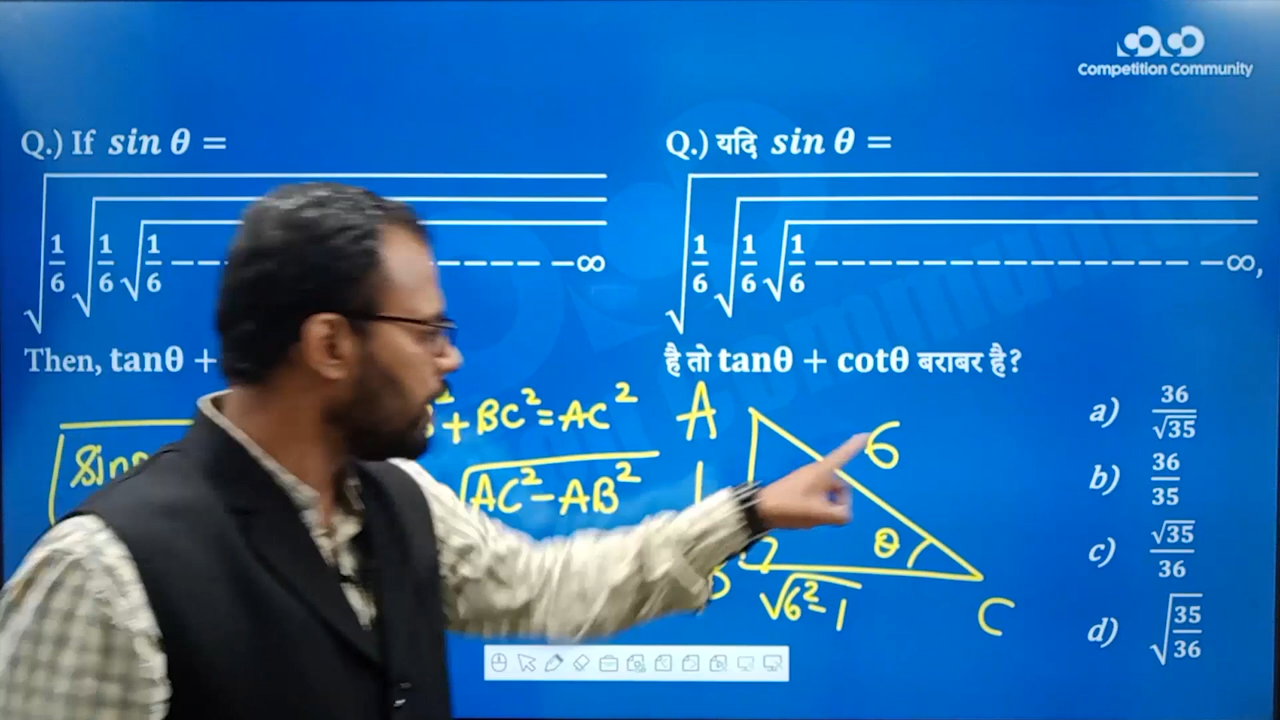 Competition Community
Q.) If sin θ =
√1/6 √1/6 √1/6 ---- -∞
Then, tanθ +
Q.) यदि sin θ =
√1/6 √1/6 √1/6 ---- -∞,
है तो tanθ + cotθ बराबर है?
a) 36/√35
b) 36/35
c) √35/36
d) √35/36
² + BC² = AC²
√AC² - AB²
A
6
1
θ
√6² - 1
C